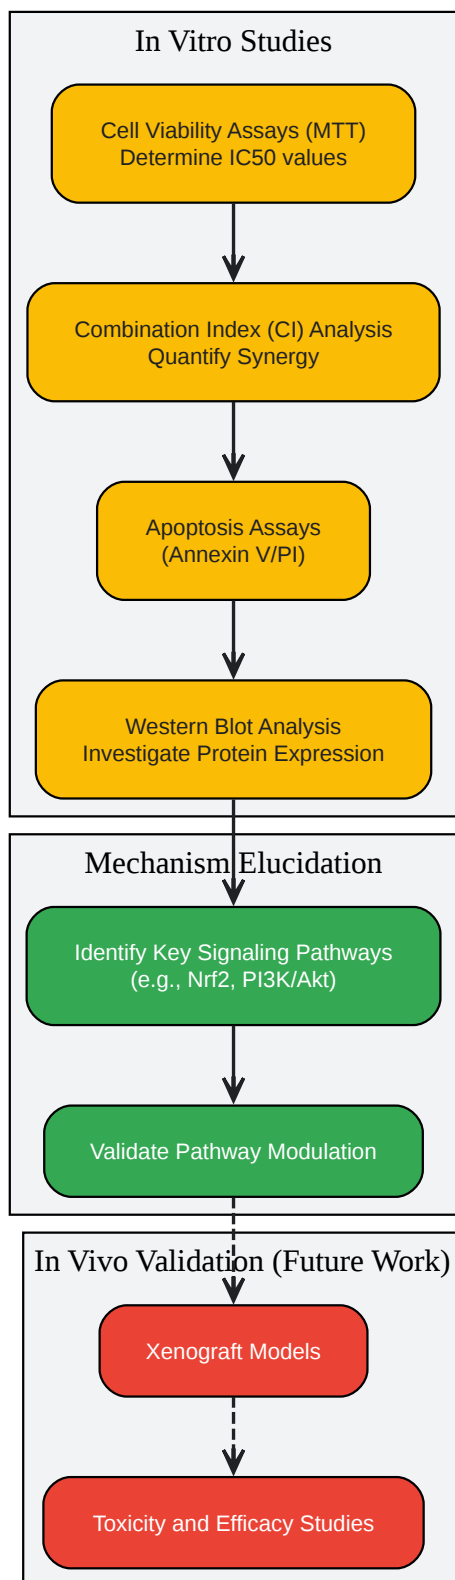 In Vitro Studies
Cell Viability Assays (MTT)
Determine IC50 values
Combination Index (CI) Analysis
Quantify Synergy
Apoptosis Assays
(Annexin V/PI)
Western Blot Analysis
Investigate Protein Expression
Mechanism Elucidation
Identify Key Signaling Pathways
(e.g., Nrf2, PI3K/Akt)
Validate Pathway Modulation
In Vivo Validation (Future Work)
Xenograft Models
Toxicity and Efficacy Studies